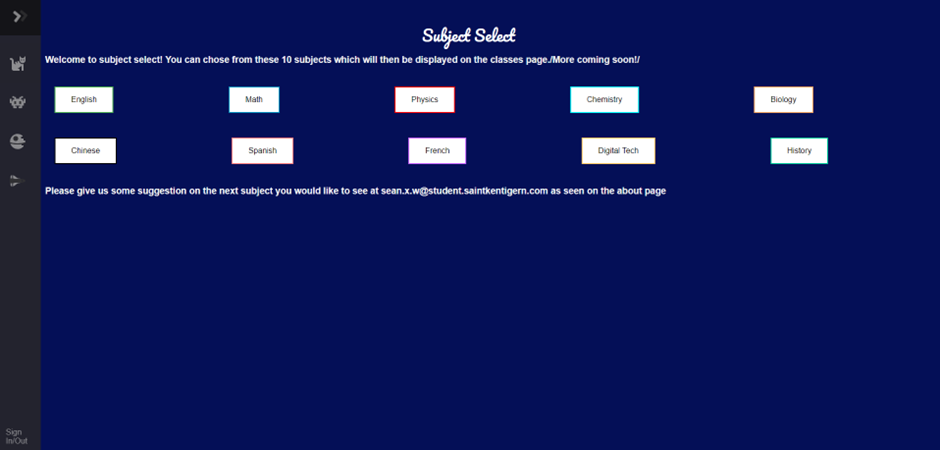 Subject Select
Welcome to subject select! You can chose from these 10 subjects which will then be displayed on the classes page./More coming soon!/
English Math Physics Chemistry Biology
Chinese Spanish French Digital Tech History
Please give us some suggestion on the next subject you would like to see at sean.x.w@student.saintkentigern.com as seen on the about page
Sign
In/Out